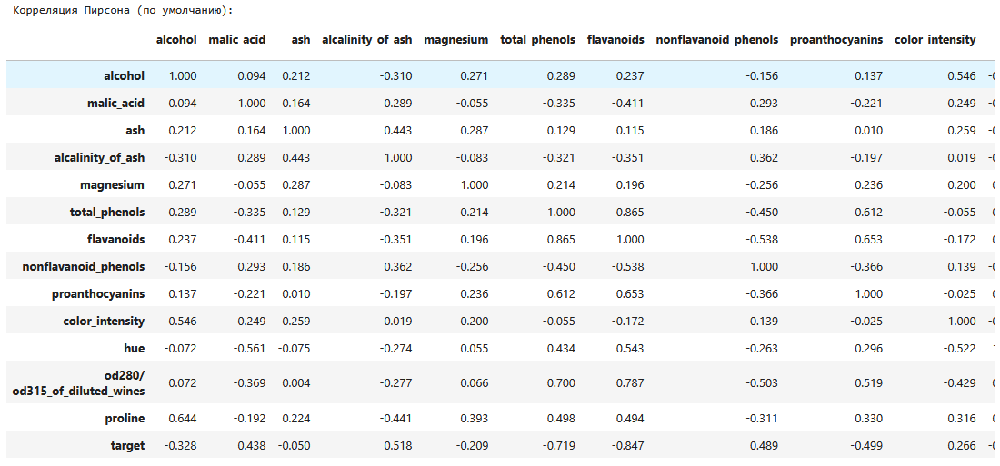 Корреляция Пирсона (по умолчанию):
alcohol malic_acid ash alcalinity_of_ash magnesium total_phenols flavanoids nonflavanoid_phenols proanthocyanins color_intensity
alcohol 1.000 0.094 0.212 -0.310 0.271 0.289 0.237 -0.156 0.137 0.546
malic_acid 0.094 1.000 0.164 0.289 -0.055 -0.335 -0.411 0.293 -0.221 0.249
ash 0.212 0.164 1.000 0.443 0.287 0.129 0.115 0.186 0.010 0.259
alcalinity_of_ash -0.310 0.289 0.443 1.000 -0.083 -0.321 -0.351 0.362 -0.197 0.019
magnesium 0.271 -0.055 0.287 -0.083 1.000 0.214 0.196 -0.256 0.236 0.200
total_phenols 0.289 -0.335 0.129 -0.321 0.214 1.000 0.865 -0.450 0.612 -0.055
flavanoids 0.237 -0.411 0.115 -0.351 0.196 0.865 1.000 -0.538 0.653 -0.172
nonflavanoid_phenols -0.156 0.293 0.186 0.362 -0.256 -0.450 -0.538 1.000 -0.366 0.139
proanthocyanins 0.137 -0.221 0.010 -0.197 0.236 0.612 0.653 -0.366 1.000 -0.025
color_intensity 0.546 0.249 0.259 0.019 0.200 -0.055 -0.172 0.139 -0.025 1.000
hue -0.072 -0.561 -0.075 -0.274 0.055 0.434 0.543 -0.263 0.296 -0.522
od280/
od315_of_diluted_wines 0.072 -0.369 0.004 -0.277 0.066 0.700 0.787 -0.503 0.519 -0.429
proline 0.644 -0.192 0.224 -0.441 0.393 0.498 0.494 -0.311 0.330 0.316
target -0.328 0.438 -0.050 0.518 -0.209 -0.719 -0.847 0.489 -0.499 0.266